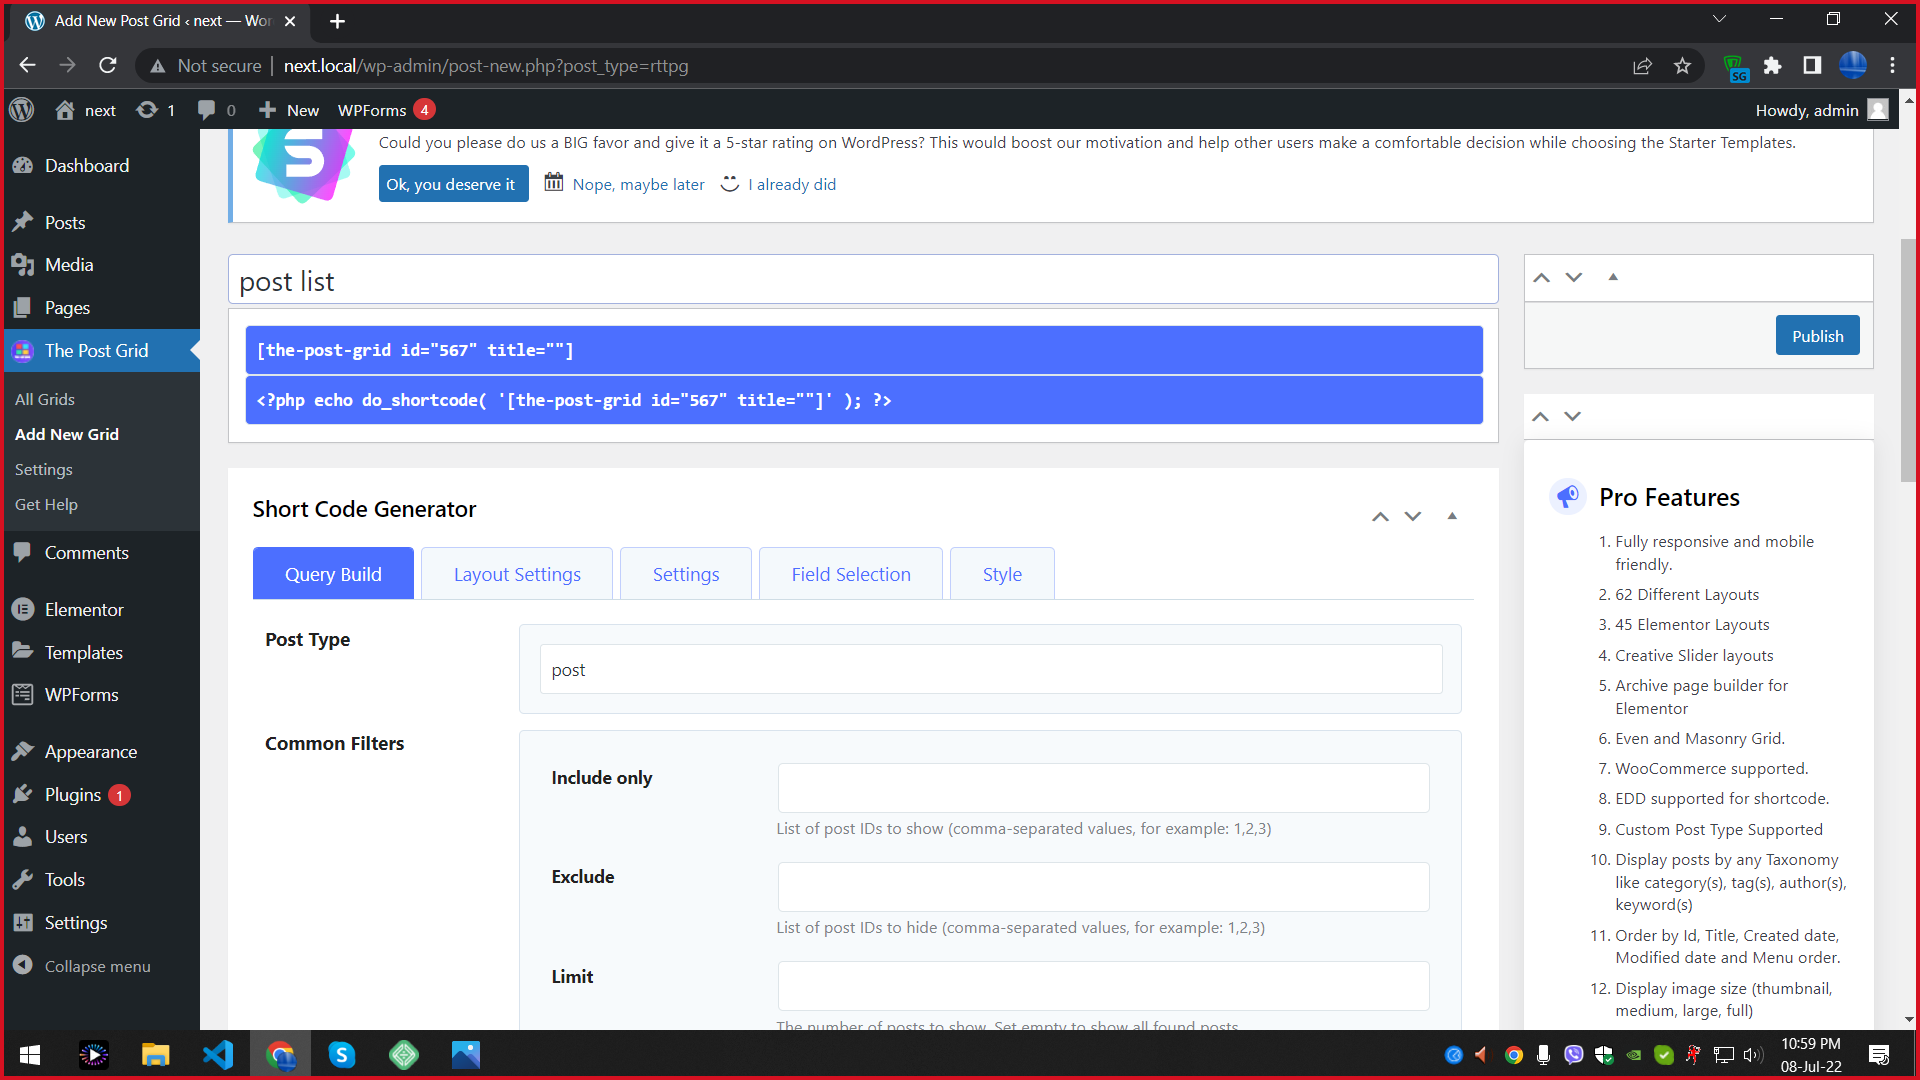 Add New Post Grid ‹ next — Wor
Not secure
next.local/wp-admin/post-new.php?post_type=rttpg
SG
next
1
0
New
WPForms
4
Howdy, admin
Could you please do us a BIG favor and give it a 5-star rating on WordPress? This would boost our motivation and help other users make a comfortable decision while choosing the Starter Templates.
Ok, you deserve it
Nope, maybe later
I already did
Dashboard
Posts
Media
Pages
The Post Grid
All Grids
Add New Grid
Settings
Get Help
Comments
Elementor
Templates
WPForms
Appearance
Plugins 1
Users
Tools
Settings
Collapse menu
post list
[the-post-grid id="567" title=""]
<?php echo do_shortcode( '[the-post-grid id="567" title=""]' ); ?>
Short Code Generator
Query Build
Layout Settings
Settings
Field Selection
Style
Post Type
post
Common Filters
Include only
List of post IDs to show (comma-separated values, for example: 1,2,3)
Exclude
List of post IDs to hide (comma-separated values, for example: 1,2,3)
Limit
The number of posts to show. Set empty to show all found posts.
Publish
Pro Features
1. Fully responsive and mobile
friendly.
2. 62 Different Layouts
3. 45 Elementor Layouts
4. Creative Slider layouts
5. Archive page builder for
Elementor
6. Even and Masonry Grid.
7. WooCommerce supported.
8. EDD supported for shortcode.
9. Custom Post Type Supported
10. Display posts by any Taxonomy
like category(s), tag(s), author(s),
keyword(s)
11. Order by Id, Title, Created date,
Modified date and Menu order.
12. Display image size (thumbnail,
medium, large, full)
10:59 PM
08-Jul-22